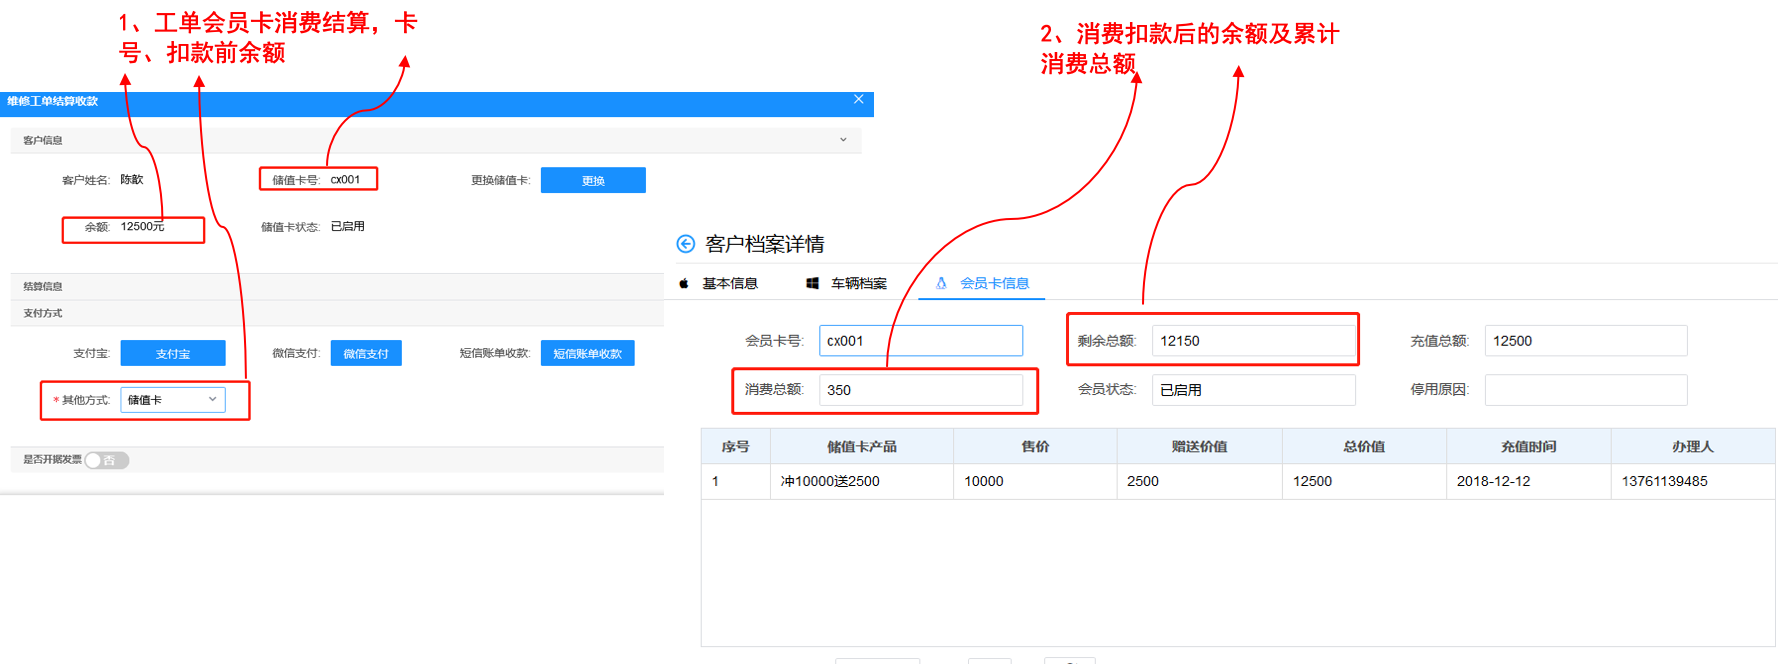 1、工单会员卡消费结算，卡
号、扣款前余额
2、消费扣款后的余额及累计
消费总额
维修工单结算收款
客户信息
客户姓名: 陈歆
储值卡号: cx001
更换储值卡: 更换
余额: 12500元
储值卡状态: 已启用
结算信息
支付方式
支付宝: 支付宝
微信支付: 微信支付
短信账单收款: 短信账单收款
*其他方式: 储值卡
是否开据发票 否
客户档案详情
基本信息 车辆档案 会员卡信息
会员卡号: cx001
剩余总额: 12150
充值总额: 12500
消费总额: 350
会员状态: 已启用
停用原因:
序号 储值卡产品 售价 赠送价值 总价值 充值时间 办理人
1 冲10000送2500 10000 2500 12500 2018-12-12 13761139485